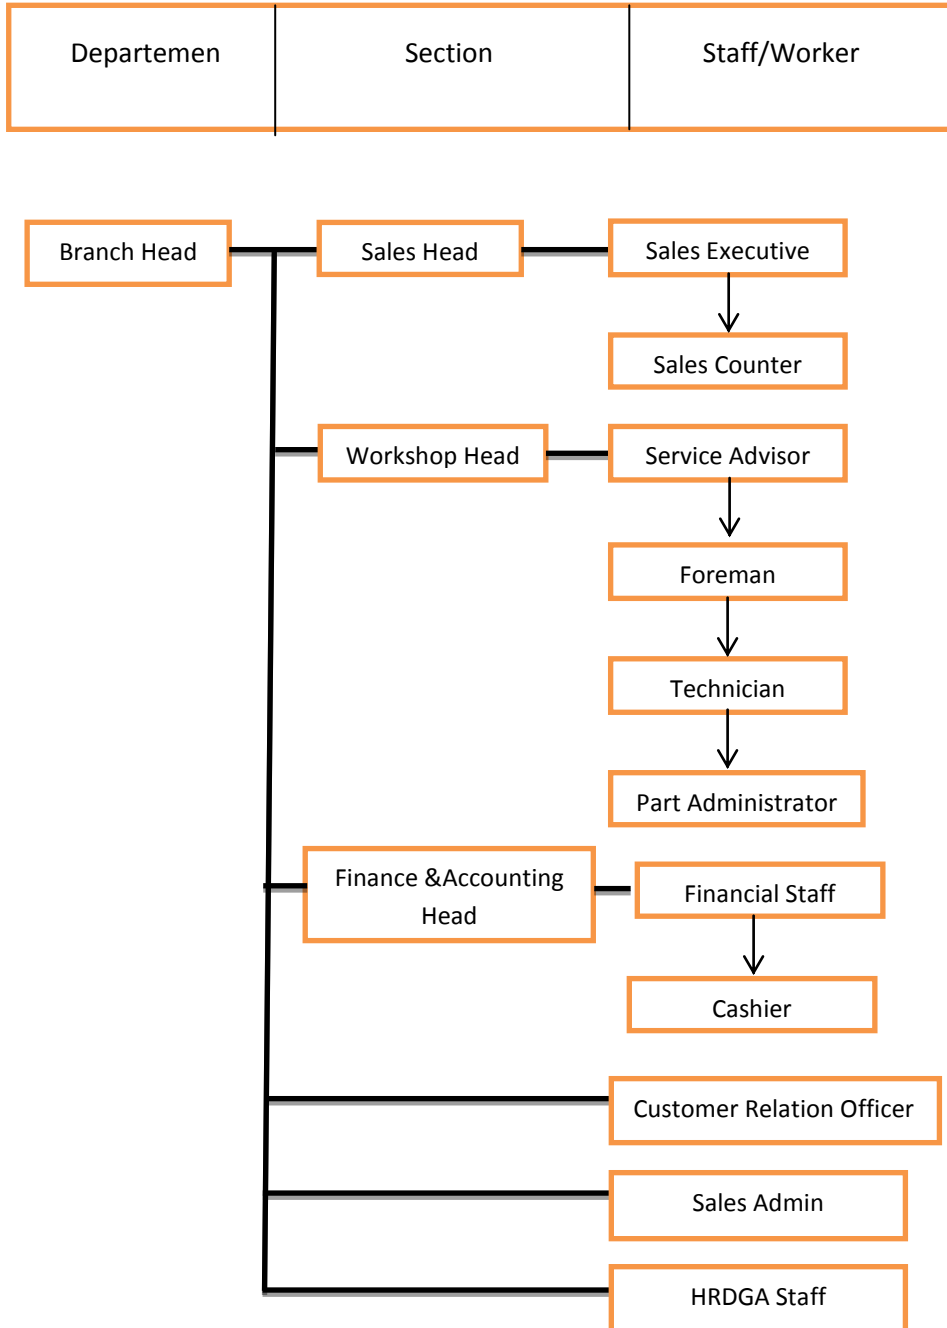 Departemen
Section
Staff/Worker
Branch Head
Sales Head
Sales Executive
Sales Counter
Workshop Head
Service Advisor
Foreman
Technician
Part Administrator
Finance &Accounting
Head
Financial Staff
Cashier
Customer Relation Officer
Sales Admin
HRDGA Staff